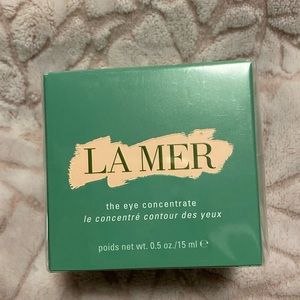 LA MER
the eye concentrate
le concentré contour des yeux
poids net wt. 0.5 oz./15 ml ℮